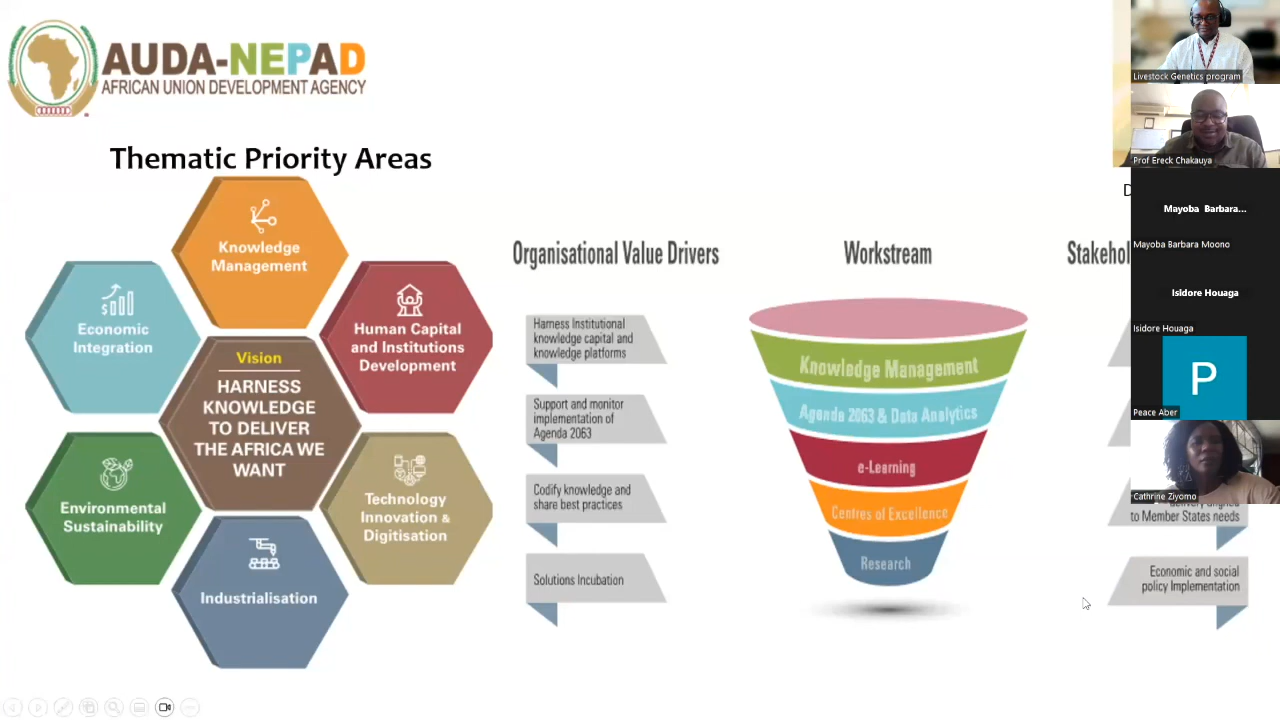 AUDA-NEPAD
AFRICAN UNION DEVELOPMENT AGENCY
Thematic Priority Areas
Knowledge
Management
Economic
Integration
Human Capital
and Institutions
Development
Vision
HARNESS
KNOWLEDGE
TO DELIVER
THE AFRICA WE
WANT
Environmental
Sustainability
Technology
Innovation &
Digitisation
Industrialisation
Organisational Value Drivers
Harness Institutional
knowledge capital and
knowledge platforms
Support and monitor
implementation of
Agenda 2063
Codify knowledge and
share best practices
Solutions Incubation
Workstream
Knowledge Management
Agenda 2063 & Data Analytics
e-Learning
Centres of Excellence
Research
to Member States needs
Economic and social
policy Implementation
Livestock Genetics program
Prof Ereck Chakauya
Mayoba Barbara...
Mayoba Barbara Moono
Isidore Houaga
Isidore Houaga
P
Peace Aber
Cathrine Ziyomo